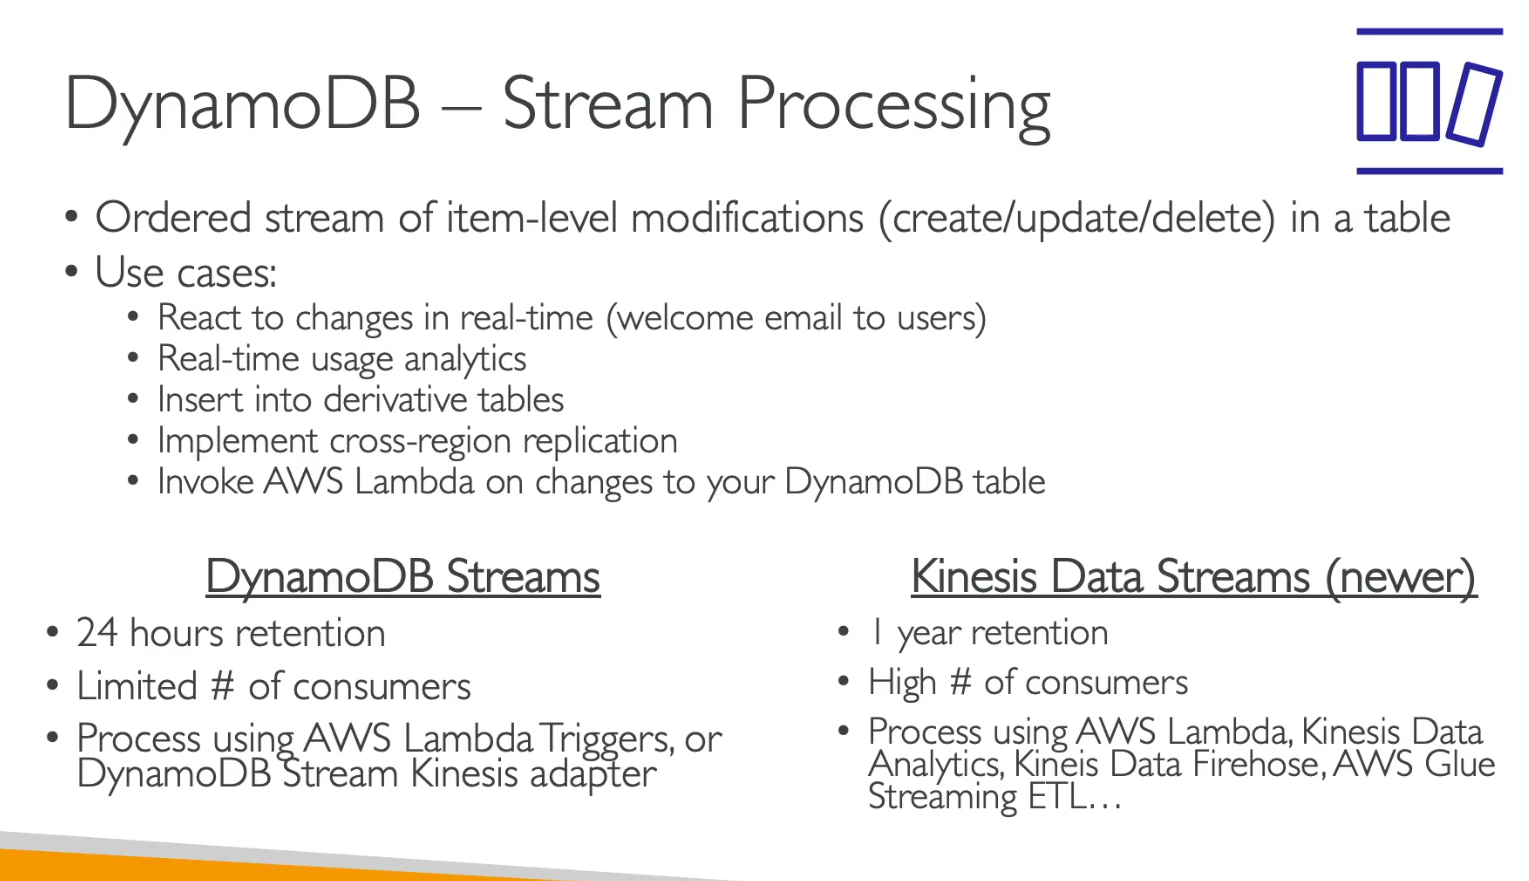 DynamoDB – Stream Processing
• Ordered stream of item-level modifications (create/update/delete) in a table
• Use cases:
• React to changes in real-time (welcome email to users)
• Real-time usage analytics
• Insert into derivative tables
• Implement cross-region replication
• Invoke AWS Lambda on changes to your DynamoDB table
DynamoDB Streams
• 24 hours retention
• Limited # of consumers
• Process using AWS Lambda Triggers, or
DynamoDB Stream Kinesis adapter
Kinesis Data Streams (newer)
• 1 year retention
• High # of consumers
• Process using AWS Lambda, Kinesis Data
Analytics, Kineis Data Firehose, AWS Glue
Streaming ETL…